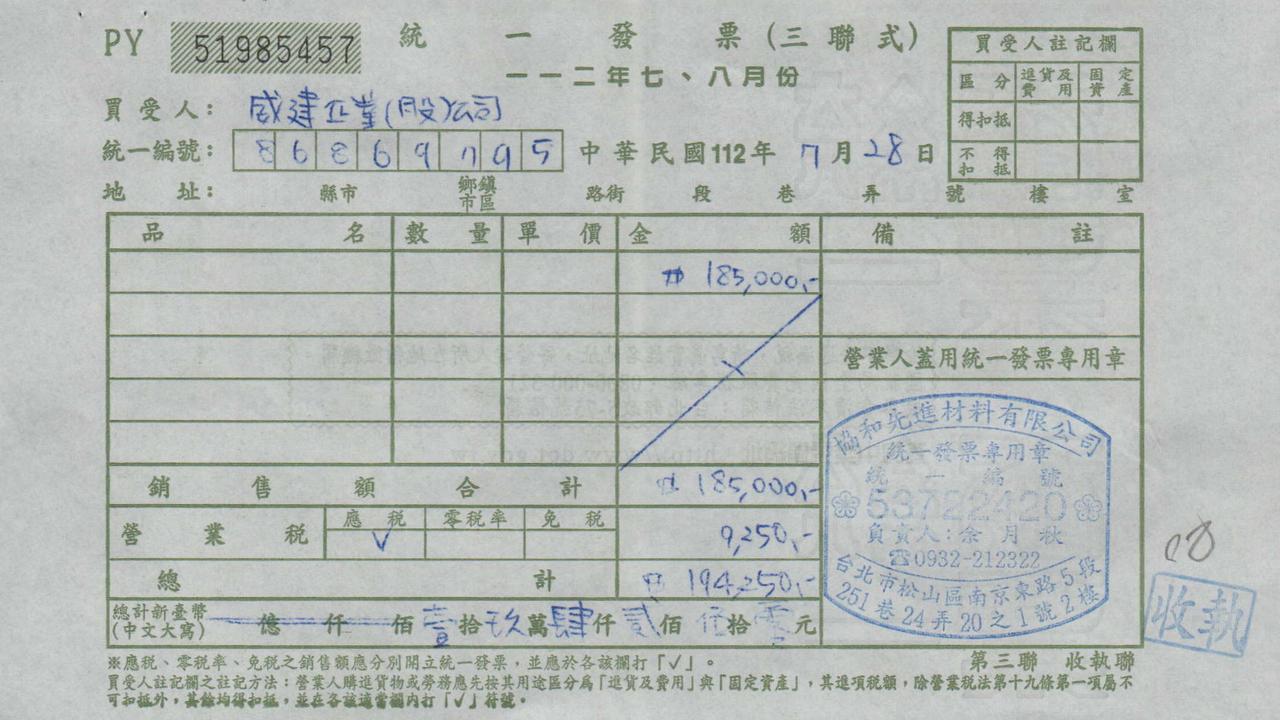 PY 51985457 統一發票(三聯式)
一一二年七、八月份
買受人註記欄
區分 進貨及費用 固定資產
得扣抵
不得扣抵
買受人: 威建企業(股)公司
統一編號: 86869795 中華民國112年7月28日
地址: 縣市 鄉鎮市區 路街 段 巷 弄 號 樓 室
品名 數量 單價 金額 備註
185,000,-
營業人蓋用統一發票專用章
銷售額合計 185,000,-
營業稅 應稅 零稅率 免稅
✓ 9,250,-
總計 194,250,-
總計新臺幣(中文大寫) 億 仟 佰 壹拾玖萬肆仟貳佰伍拾零元
協和先進材料有限公司
統一發票專用章
統一編號
53722420
負責人:余月秋
☎0932-212322
台北市松山區南京東路5段
251巷24弄20之1號2樓
收執
※應稅、零稅率、免稅之銷售額應分別開立統一發票,並應於各該欄打「✓」。
第三聯 收執聯
買受人註記欄之註記方法:營業人購進貨物或勞務應先按其用途區分為「進貨及費用」與「固定資產」,其進項稅額,除營業稅法第十九條第一項屬不
可扣抵外,其餘均得扣抵,並在各該適當欄內打「✓」符號。